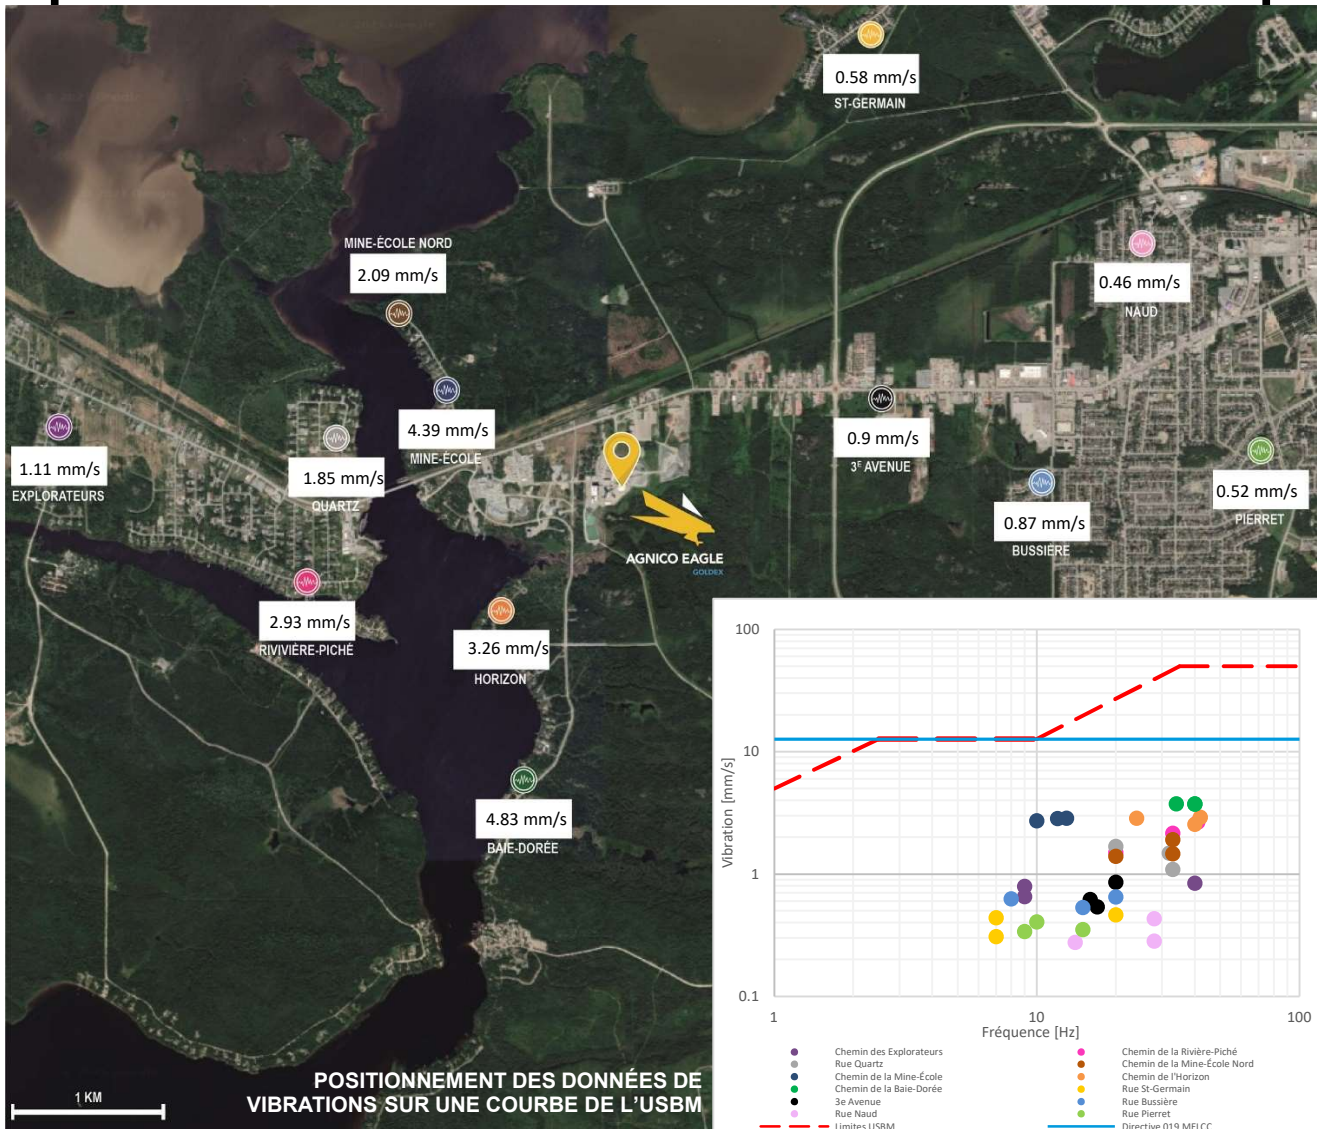 0.58 mm/s
ST-GERMAIN
MINE-ÉCOLE NORD
2.09 mm/s
0.46 mm/s
NAUD
4.39 mm/s
MINE-ÉCOLE
0.9 mm/s
3E AVENUE
1.11 mm/s
EXPLORATEURS
1.85 mm/s
QUARTZ
0.52 mm/s
PIERRET
0.87 mm/s
BUSSIÈRE
AGNICO EAGLE
GOLDEX
2.93 mm/s
RIVIVIÈRE-PICHÉ
3.26 mm/s
HORIZON
4.83 mm/s
BAIE-DORÉE
POSITIONNEMENT DES DONNÉES DE
VIBRATIONS SUR UNE COURBE DE L'USBM
1 KM
100
10
1
0.1
Vibration [mm/s]
1
10
100
Fréquence [Hz]
Chemin des Explorateurs
Chemin de la Rivière-Piché
Rue Quartz
Chemin de la Mine-École Nord
Chemin de la Mine-École
Chemin de l'Horizon
Chemin de la Baie-Dorée
Rue St-Germain
3e Avenue
Rue Bussière
Rue Naud
Rue Pierret
Limites USBM
Directive 019 MELCC